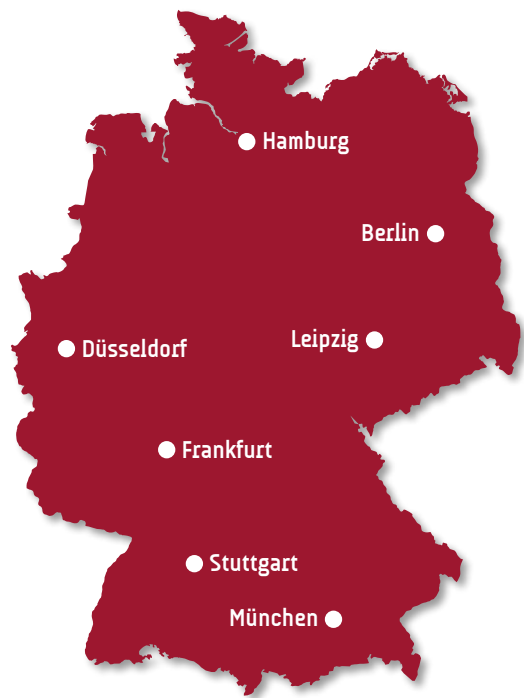 Hamburg
Berlin
Leipzig
Düsseldorf
Frankfurt
Stuttgart
München